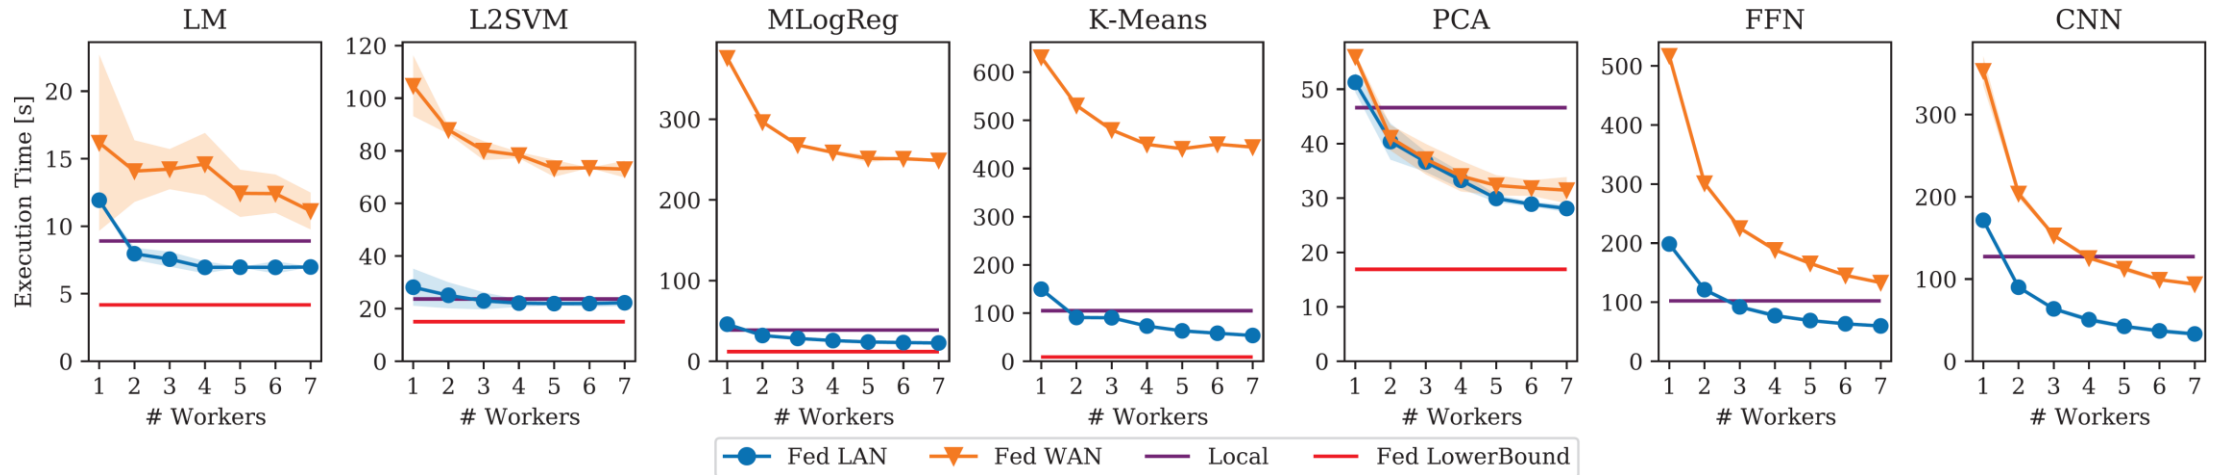 LM L2SVM MLogReg K-Means PCA FFN CNN
Execution Time [s]
20
15
10
5
0
1 2 3 4 5 6 7
# Workers
120
100
80
60
40
20
0
1 2 3 4 5 6 7
# Workers
300
200
100
0
1 2 3 4 5 6 7
# Workers
600
500
400
300
200
100
0
1 2 3 4 5 6 7
# Workers
50
40
30
20
10
0
1 2 3 4 5 6 7
# Workers
500
400
300
200
100
0
1 2 3 4 5 6 7
# Workers
300
200
100
0
1 2 3 4 5 6 7
# Workers
Fed LAN Fed WAN Local Fed LowerBound